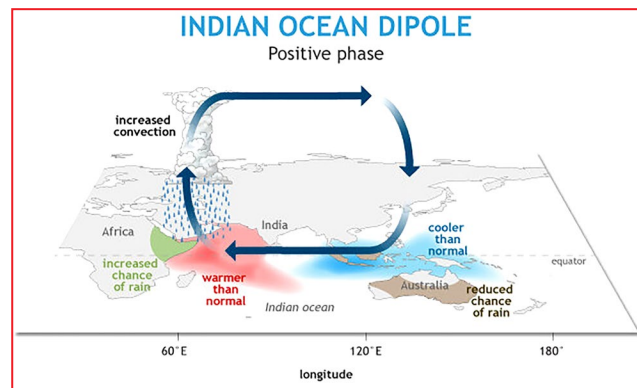 INDIAN OCEAN DIPOLE
Positive phase
increased
convection
Africa
India
cooler
than
normal
equator
increased
chance
of rain
warmer
than
normal
Indian ocean
Australia
reduced
chance
of rain
60°E
120°E
180°
longitude